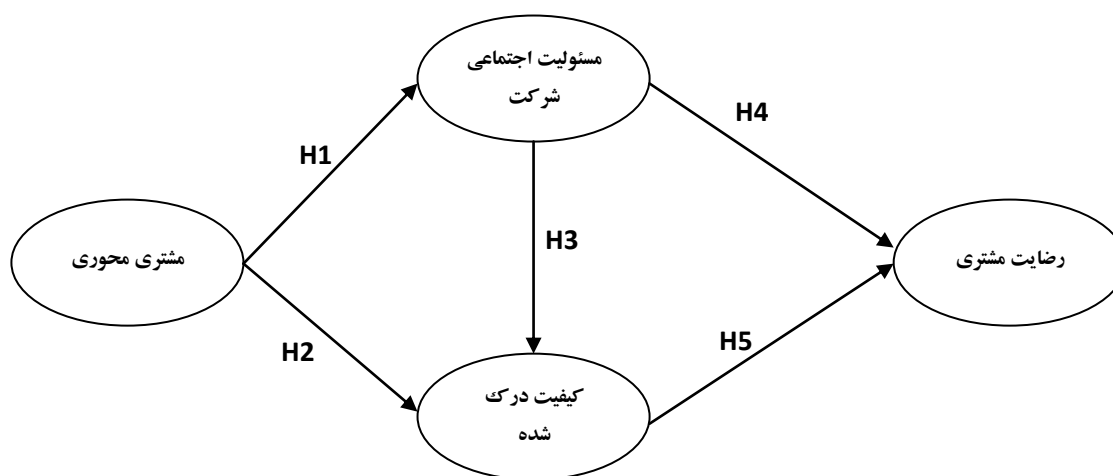 مسئولیت اجتماعی
شرکت
H4
H1
مشتری محوری
H3
رضایت مشتری
H2
H5
کیفیت درک
شده